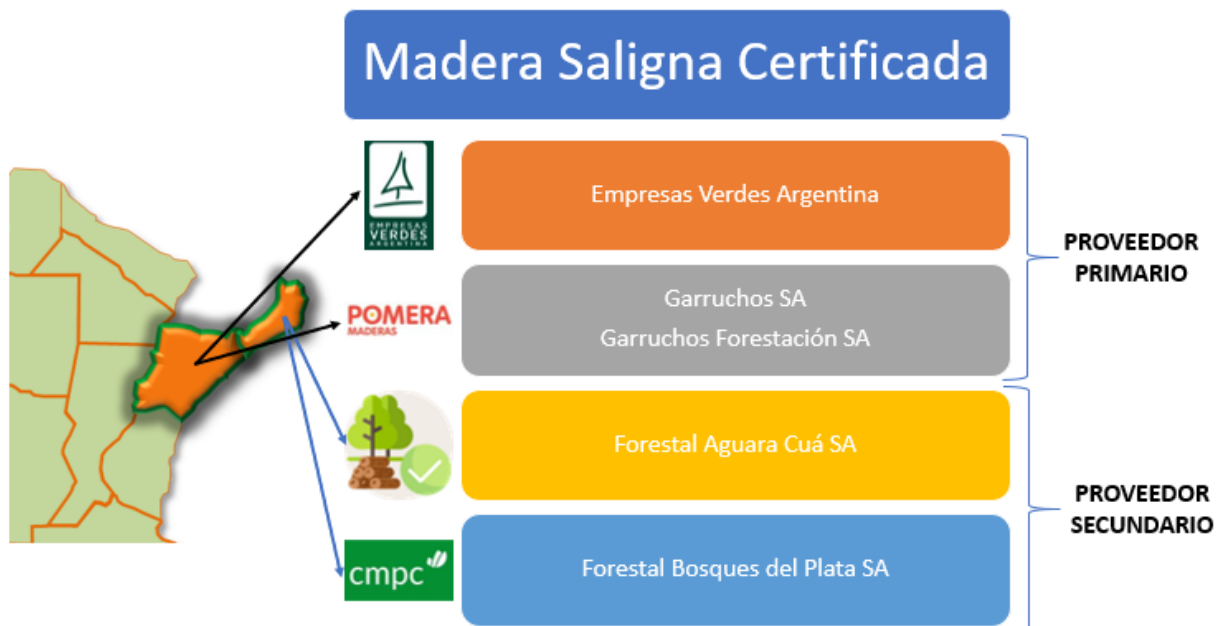 Madera Saligna Certificada
EMPRESAS
VERDES
ARGENTINA
Empresas Verdes Argentina
POMERA
MADERAS
Garruchos SA
Garruchos Forestación SA
PROVEEDOR
PRIMARIO
Forestal Aguara Cuá SA
cmpc
Forestal Bosques del Plata SA
PROVEEDOR
SECUNDARIO